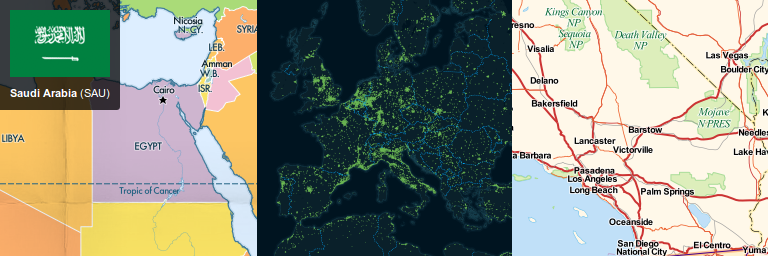 Nicosia
N. CY.
SYRIA
LEB.
Amman
W.B.
ISR.
Saudi Arabia (SAU)
Cairo
LIBYA
EGYPT
Tropic of Cancer
Kings Canyon
NP
Sequoia
NP
Death Valley
NP
Visalia
Las Vegas
Boulder City
Delano
Bakersfield
Mojave
N PRES
Barstow
Needles
Lancaster
Victorville
Lake Hav
a Barbara
Pasadena
Los Angeles
Long Beach
Palm Springs
Oceanside
San Diego
El Centro
National City
Yuma